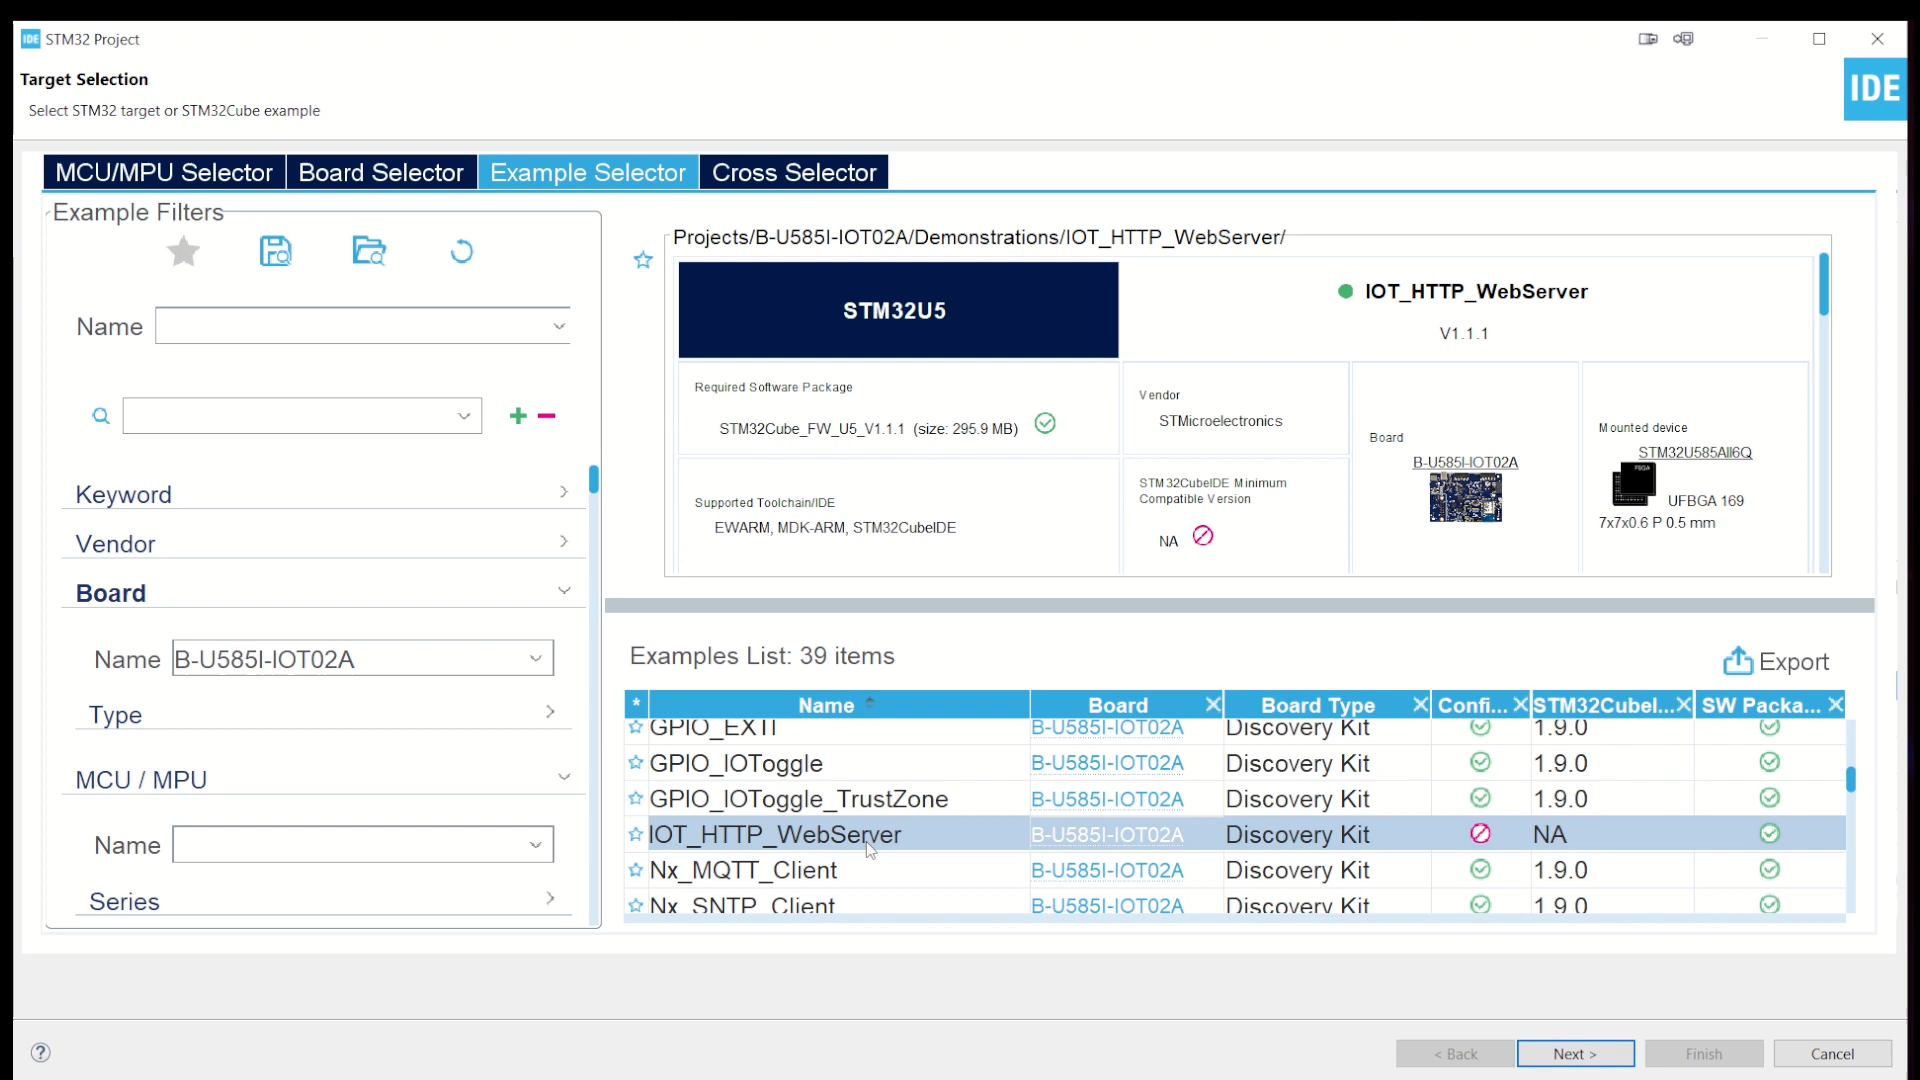 IDE STM32 Project
Target Selection
Select STM32 target or STM32Cube example
IDE
MCU/MPU Selector Board Selector Example Selector Cross Selector
Example Filters
Name
Keyword
Vendor
Board
Name B-U585I-IOT02A
Type
MCU / MPU
Name
Series
Projects/B-U585I-IOT02A/Demonstrations/IOT_HTTP_WebServer/
STM32U5
IOT_HTTP_WebServer
V1.1.1
Required Software Package
STM32Cube_FW_U5_V1.1.1 (size: 295.9 MB)
Vendor
STMicroelectronics
Board
B-U585I-IOT02A
Mounted device
STM32U585AII6Q
UFBGA 169
7x7x0.6 P 0.5 mm
Supported Toolchain/IDE
EWARM, MDK-ARM, STM32CubeIDE
STM32CubeIDE Minimum
Compatible Version
NA
Examples List: 39 items
Export
* Name Board Board Type Confi... STM32CubeI... SW Packa...
GPIO_EXTI B-U585I-IOT02A Discovery Kit 1.9.0
GPIO_IOToggle B-U585I-IOT02A Discovery Kit 1.9.0
GPIO_IOToggle_TrustZone B-U585I-IOT02A Discovery Kit 1.9.0
IOT_HTTP_WebServer B-U585I-IOT02A Discovery Kit NA
Nx_MQTT_Client B-U585I-IOT02A Discovery Kit 1.9.0
Nx_SNTP_Client B-U585I-IOT02A Discovery Kit 1.9.0
? < Back Next > Finish Cancel